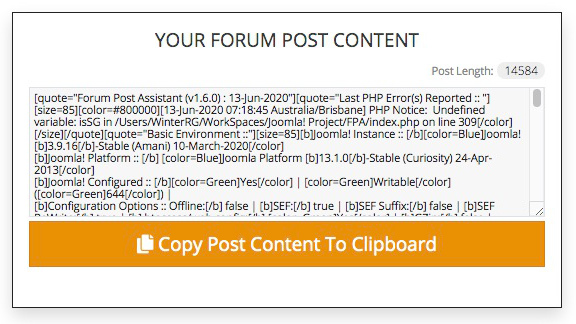 YOUR FORUM POST CONTENT
Post Length: 14584
[quote="Forum Post Assistant (v1.6.0) : 13-Jun-2020"][quote="Last PHP Error(s) Reported :: "]
[size=85][color=#800000][13-Jun-2020 07:18:45 Australia/Brisbane] PHP Notice:  Undefined
variable: isSG in /Users/WinterRG/WorkSpaces/Joomla! Project/FPA/index.php on line 309[/color]
[/size][/quote][quote="Basic Environment ::"][size=85][b]Joomla! Instance :: [/b][color=Blue]Joomla!
[b]3.9.16[/b]-Stable (Amani) 10-March-2020[/color]
[b]Joomla! Platform :: [/b] [color=Blue]Joomla Platform [b]13.1.0[/b]-Stable (Curiosity) 24-Apr-
2013[/color]
[b]Joomla! Configured :: [/b] [color=Green]Yes[/color] | [color=Green]Writable[/color]
([color=Green]644[/color]) |
[b]Configuration Options :: Offline:[/b] false | [b]SEF:[/b] true | [b]SEF Suffix:[/b] false | [b]SEF
Copy Post Content To Clipboard